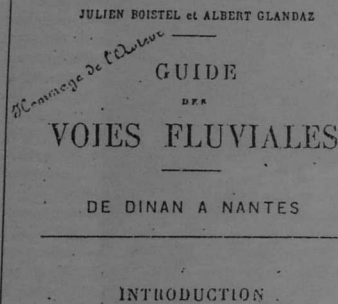 JULIEN BOISTEL et ALBERT GLANDAZ
Hommage de l'Auteur
GUIDE
DES
VOIES FLUVIALES
DE DINAN A NANTES
INTRODUCTION